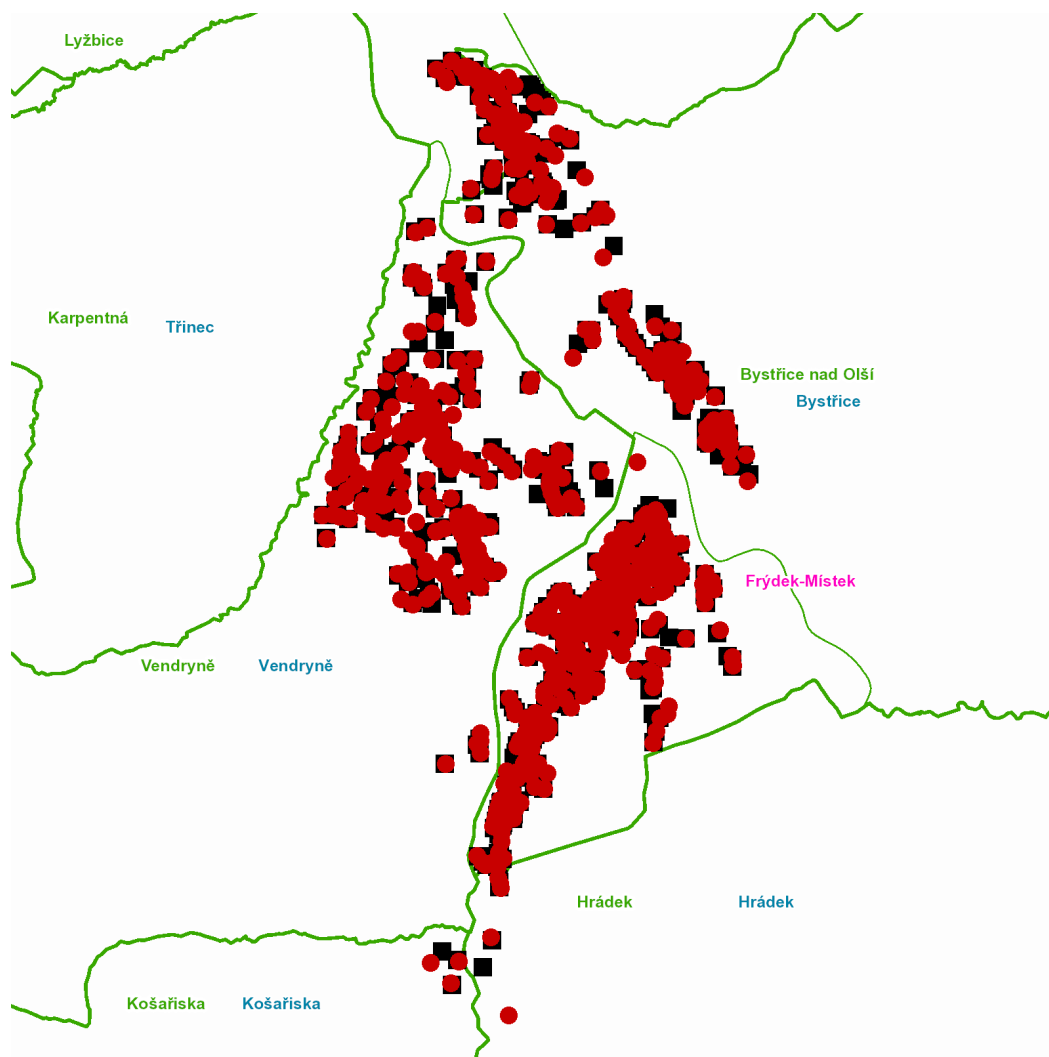 Lyžbice
Karpentná
Třinec
Bystřice nad Olší
Bystřice
Frýdek-Místek
Vendryně
Vendryně
Hrádek
Hrádek
Košařiska
Košařiska